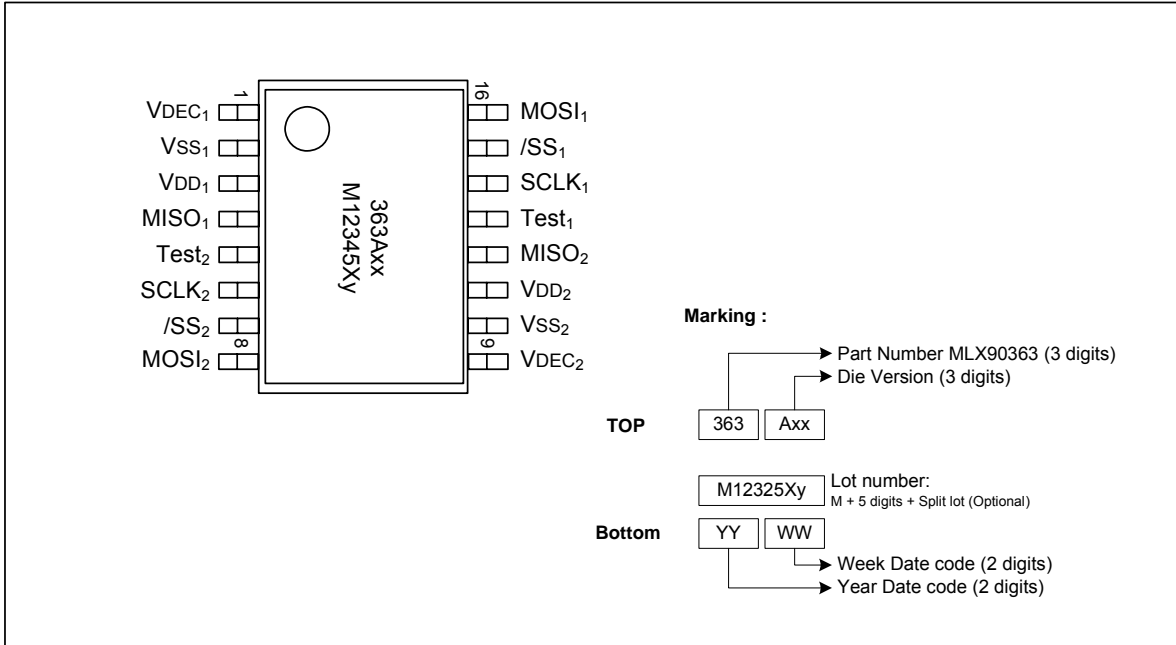 1
16
VDEC1
VSS1
VDD1
MISO1
Test2
SCLK2
/SS2
MOSI2
8
363Axx
M12345Xy
MOSI1
/SS1
SCLK1
Test1
MISO2
VDD2
VSS2
VDEC2
9
Marking :
Part Number MLX90363 (3 digits)
Die Version (3 digits)
TOP
363 Axx
M12325Xy
Lot number:
M + 5 digits + Split lot (Optional)
Bottom
YY WW
Week Date code (2 digits)
Year Date code (2 digits)